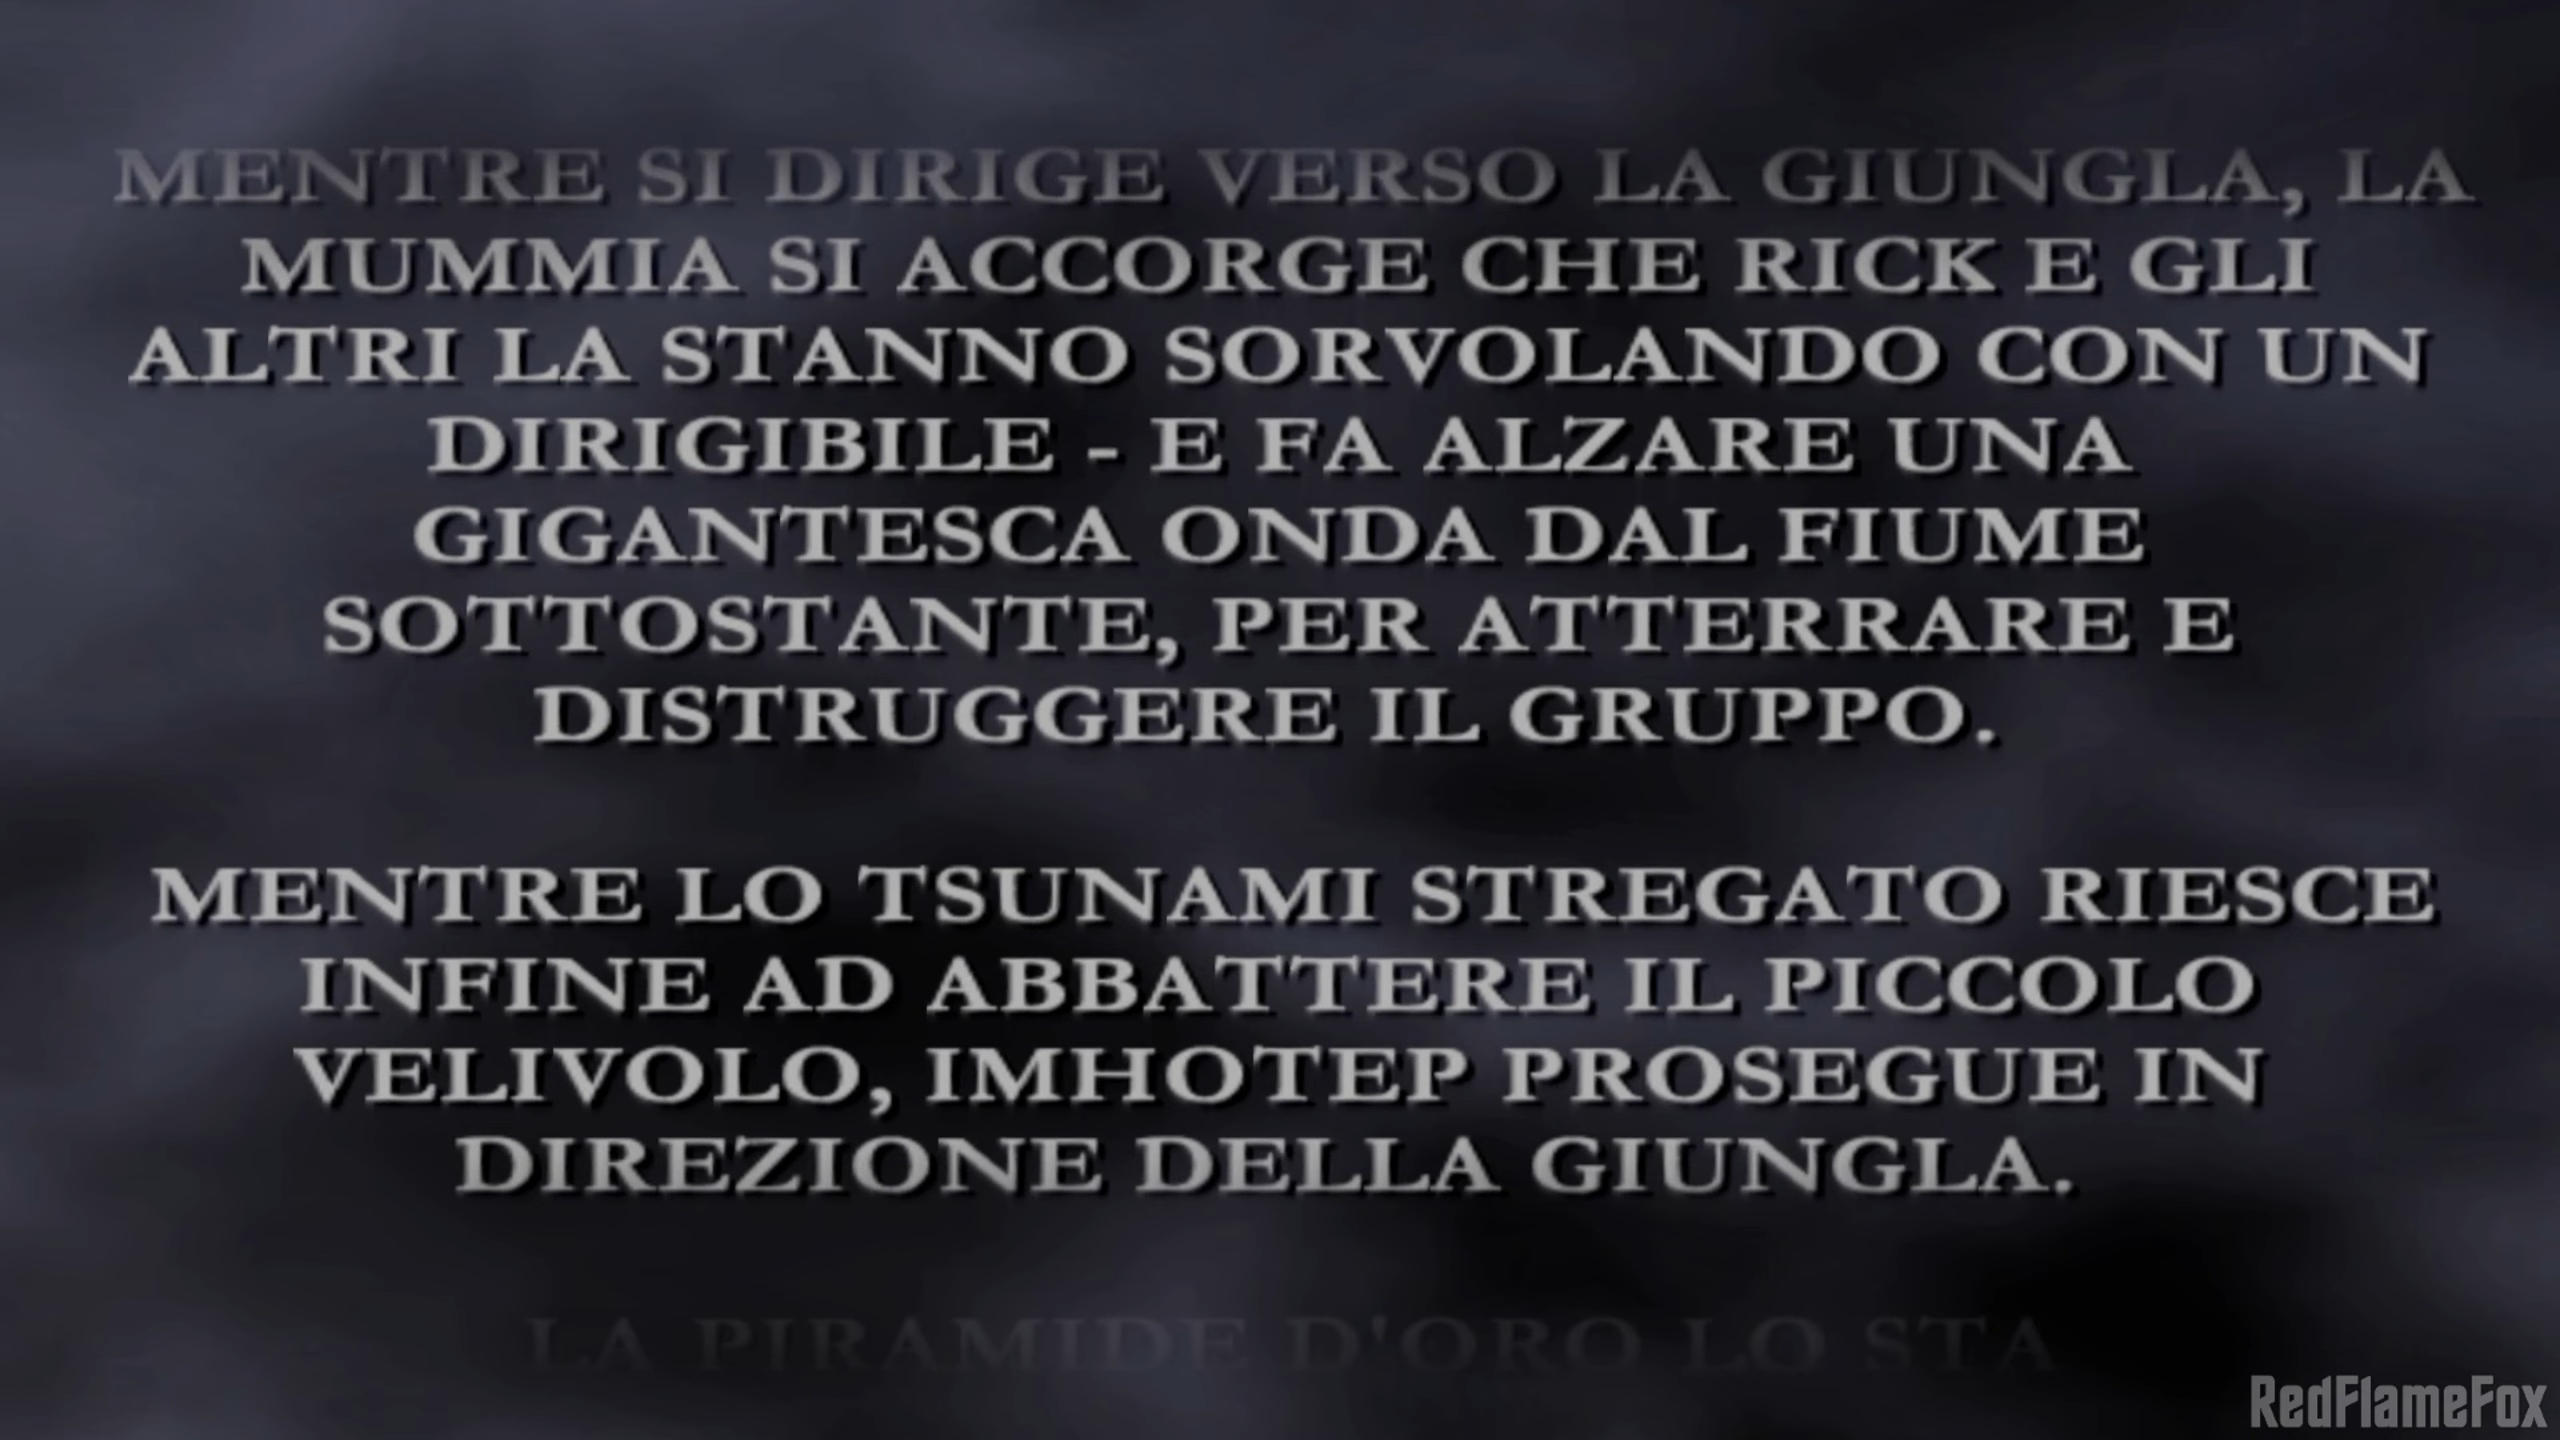 MENTRE SI DIRIGE VERSO LA GIUNGLA, LA
MUMMIA SI ACCORGE CHE RICK E GLI
ALTRI LA STANNO SORVOLANDO CON UN
DIRIGIBILE - E FA ALZARE UNA
GIGANTESCA ONDA DAL FIUME
SOTTOSTANTE, PER ATTERRARE E
DISTRUGGERE IL GRUPPO.
MENTRE LO TSUNAMI STREGATO RIESCE
INFINE AD ABBATTERE IL PICCOLO
VELIVOLO, IMHOTEP PROSEGUE IN
DIREZIONE DELLA GIUNGLA.
LA PIRAMIDE D'ORO LO STA
RedFlameFox